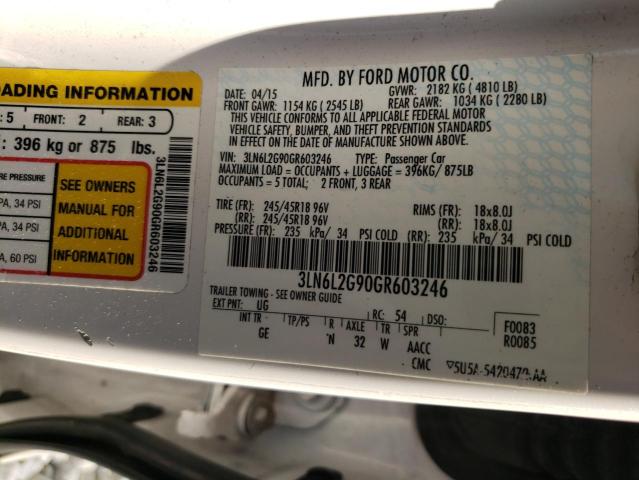 OADING INFORMATION
: 5 FRONT: 2 REAR: 3
: 396 kg or 875 lbs.
E PRESSURE
PA, 34 PSI
PA, 34 PSI
A, 60 PSI
SEE OWNERS
MANUAL FOR
ADDITIONAL
INFORMATION
3LN6L2G90GR603246
MFD. BY FORD MOTOR CO.
DATE: 04/15 GVWR: 2182 KG ( 4810 LB)
FRONT GAWR: 1154 KG ( 2545 LB) REAR GAWR: 1034 KG ( 2280 LB)
THIS VEHICLE CONFORMS TO ALL APPLICABLE FEDERAL MOTOR
VEHICLE SAFETY, BUMPER, AND THEFT PREVENTION STANDARDS
IN EFFECT ON THE DATE OF MANUFACTURE SHOWN ABOVE.
VIN: 3LN6L2G90GR603246 TYPE: Passenger Car
MAXIMUM LOAD = OCCUPANTS + LUGGAGE = 396KG/ 875LB
OCCUPANTS = 5 TOTAL; 2 FRONT, 3 REAR
TIRE (FR): 245/45R18 96V RIMS (FR): 18x8.0J
(RR): 245/45R18 96V (RR): 18x8.0J
PRESSURE (FR): 235 kPa/ 34 PSI COLD (RR): 235 kPa/ 34 PSI COLD
3LN6L2G90GR603246
TRAILER TOWING - SEE OWNER GUIDE
EXT PNT: UG RC: 54 DSO:
INT TR TP/PS R AXLE TR SPR F0083
GE N 32 W AACC R0085
CMC